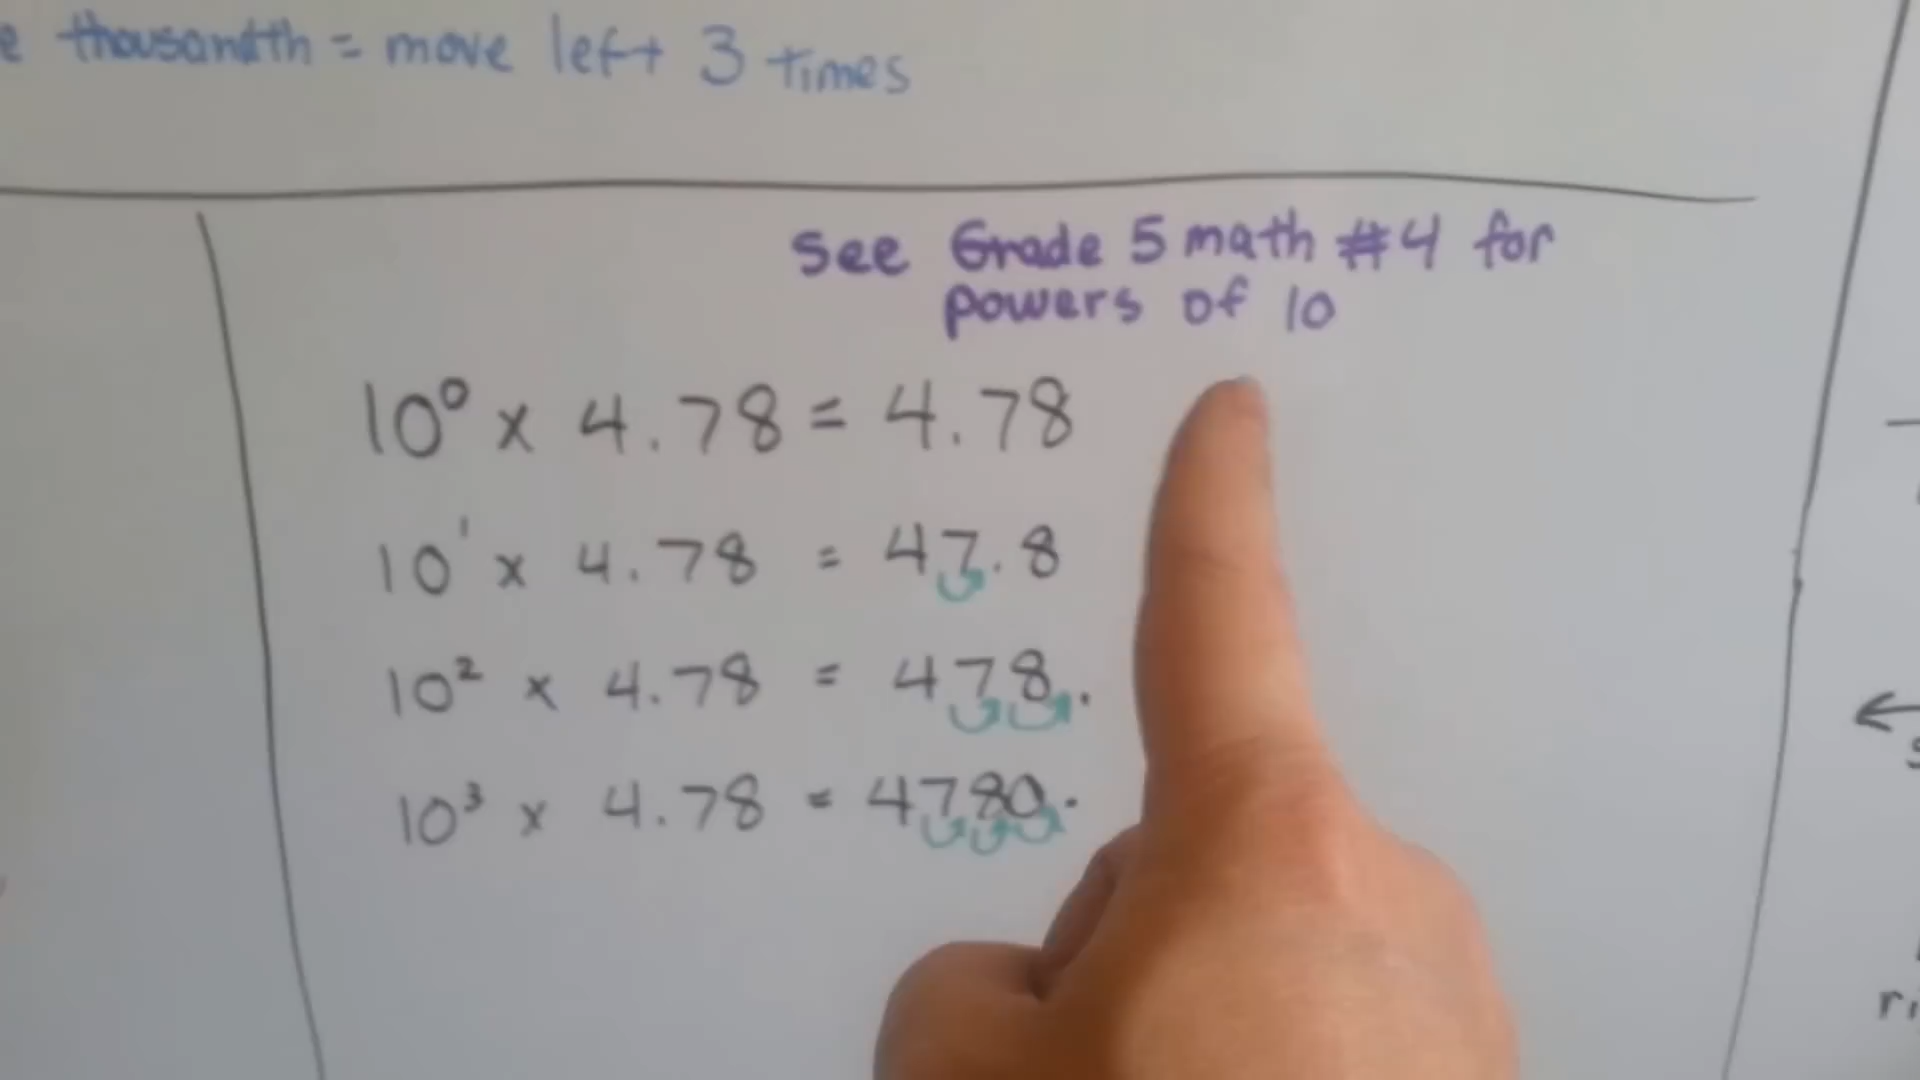 thousandth = move left 3 times
See Grade 5 math #4 for
powers of 10
10⁰ x 4.78 = 4.78
10¹ x 4.78 = 47.8
10² x 4.78 = 478.
10³ x 4.78 = 4780.